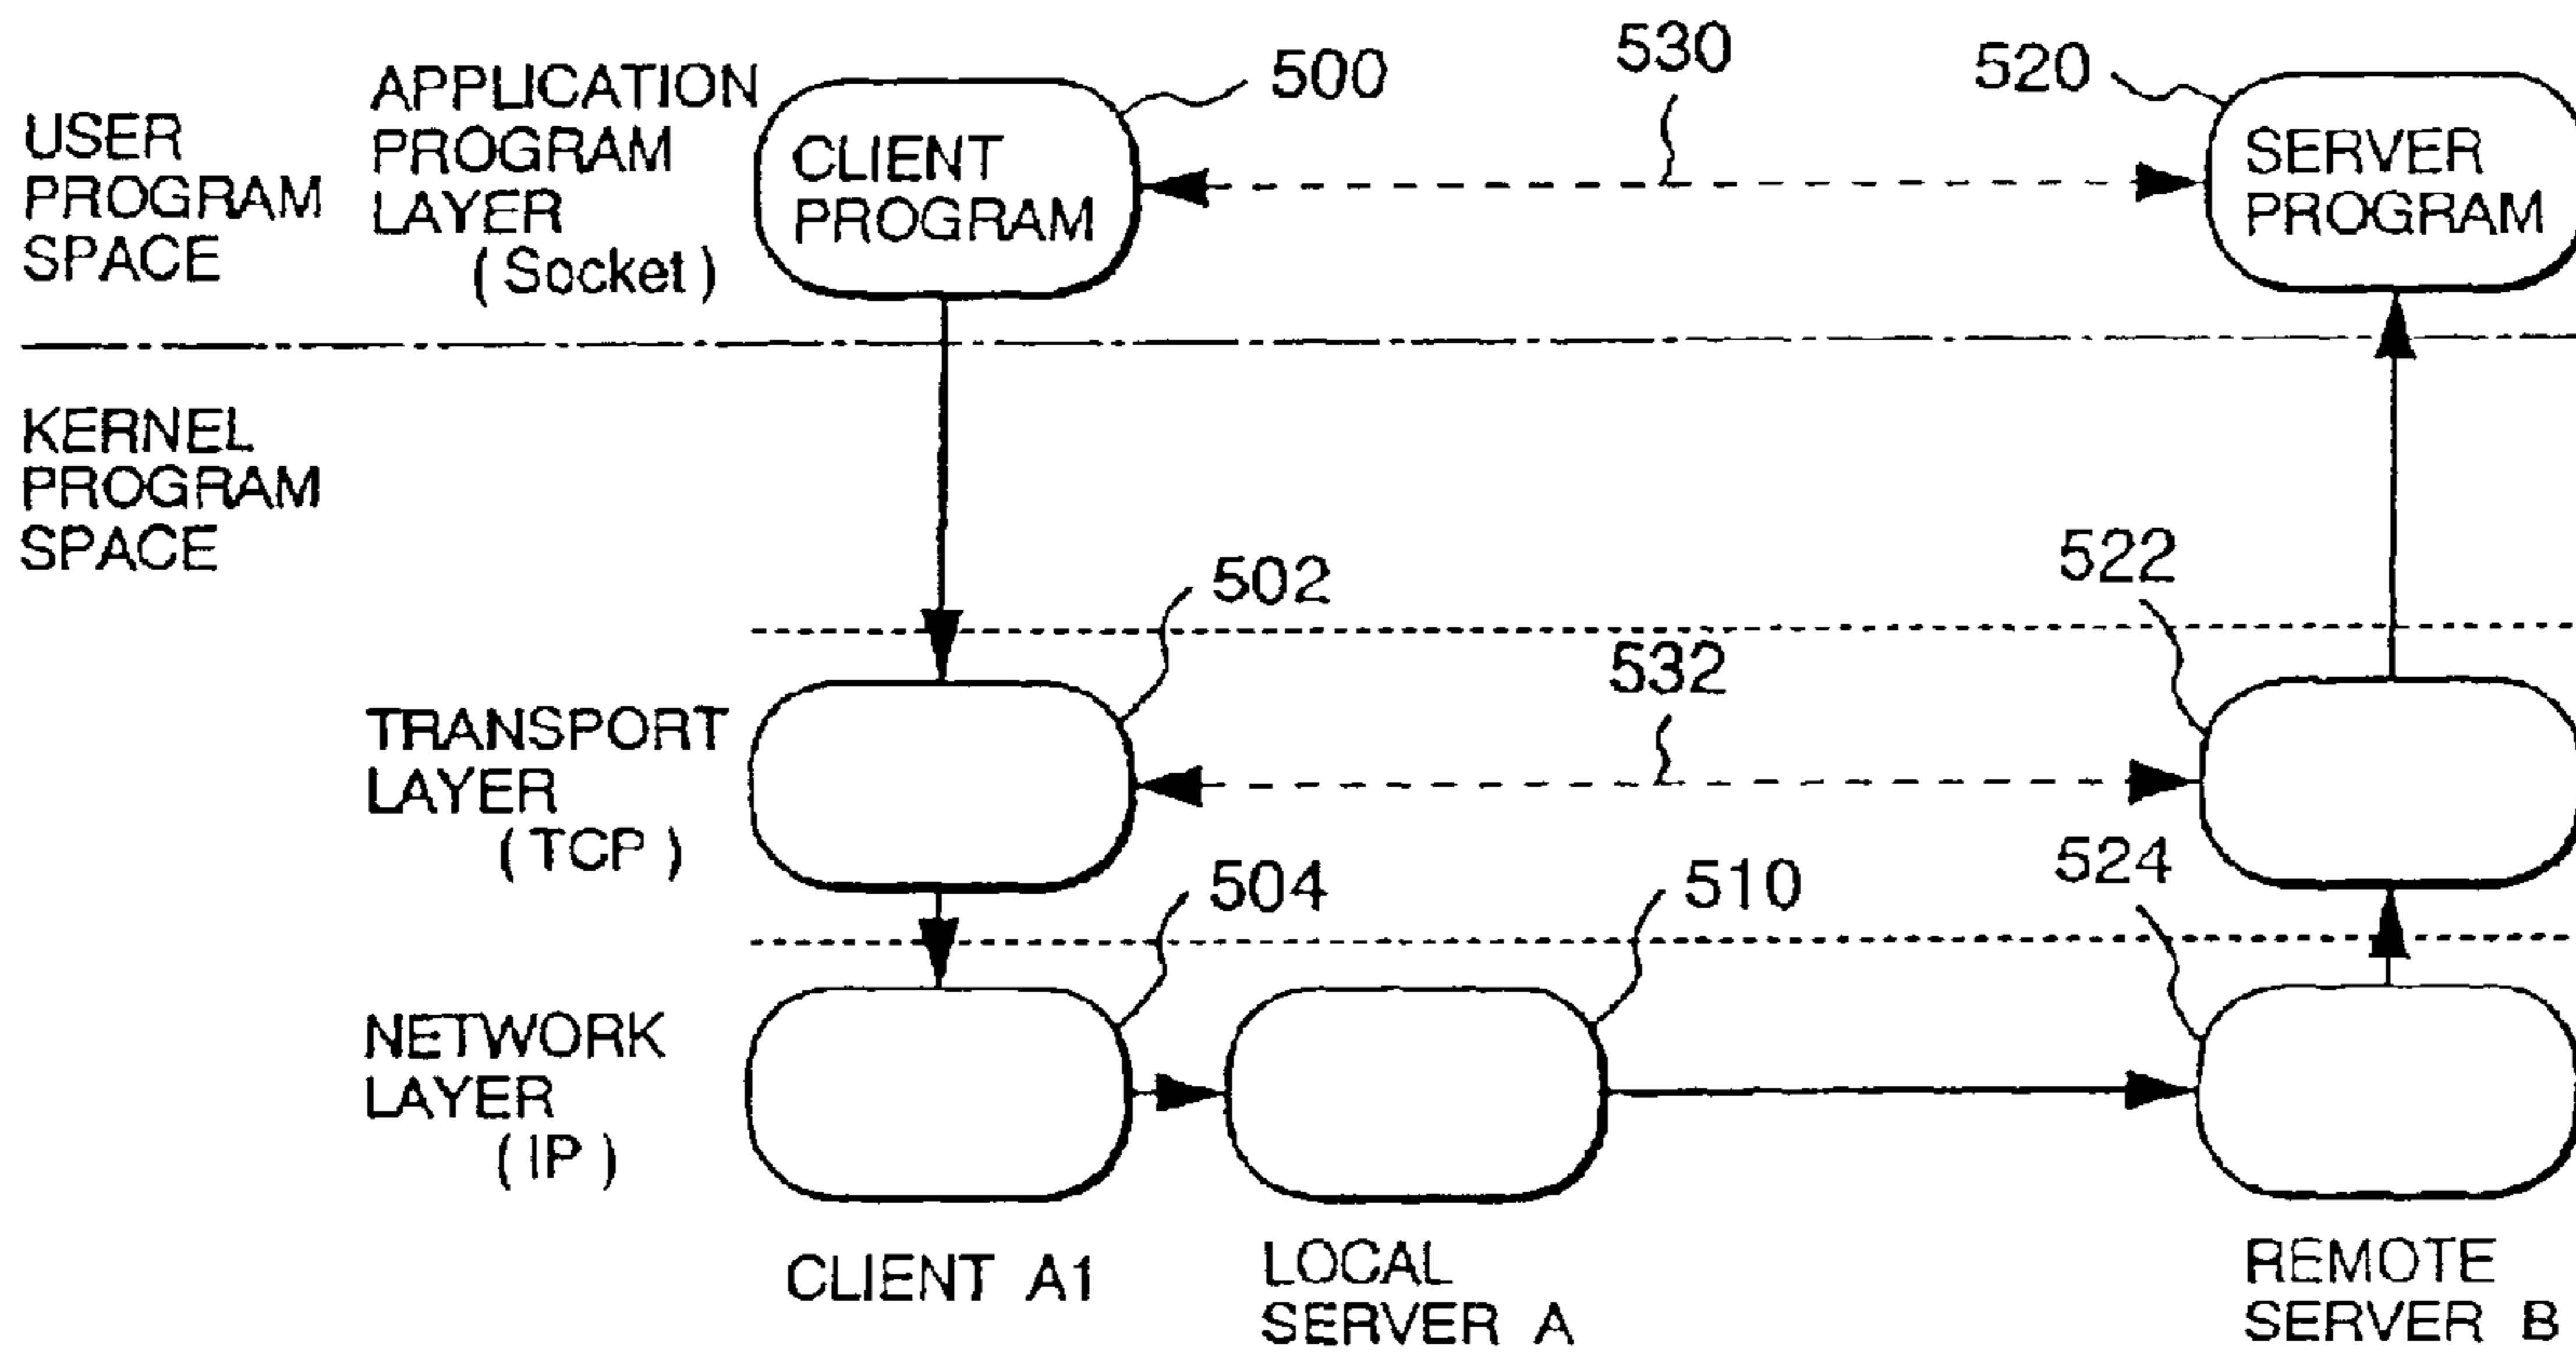 USER
PROGRAM
SPACE
APPLICATION
PROGRAM
LAYER
( Socket )
CLIENT
PROGRAM
500
530
520
SERVER
PROGRAM
KERNEL
PROGRAM
SPACE
502
522
532
TRANSPORT
LAYER
( TCP )
504
510
524
NETWORK
LAYER
( IP )
CLIENT A1
LOCAL
SERVER A
REMOTE
SERVER B